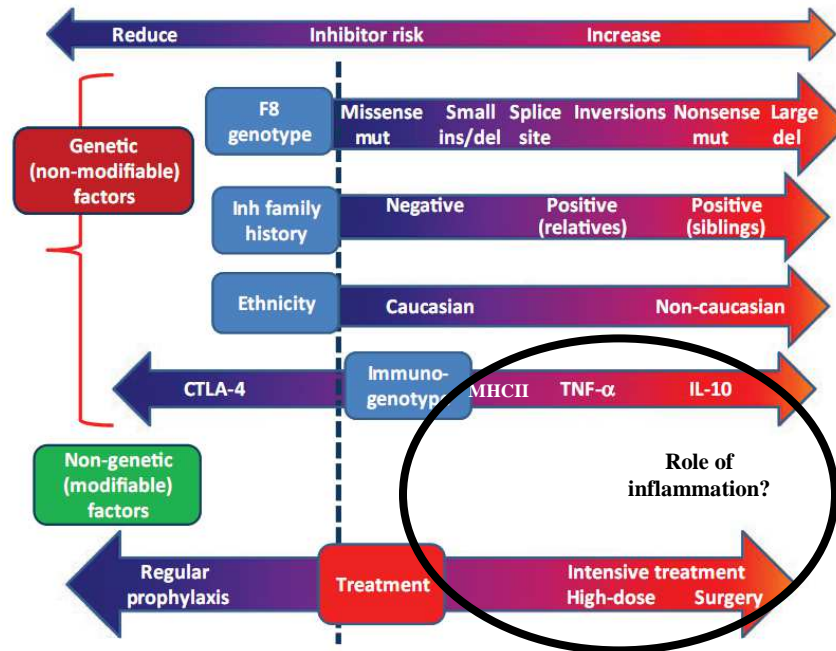 Reduce Inhibitor risk Increase
F8
genotype
Missense
mut
Small
ins/del
Splice
site
Inversions
Nonsense
mut
Large
del
Genetic
(non-modifiable)
factors
Inh family
history
Negative
Positive
(relatives)
Positive
(siblings)
Ethnicity
Caucasian
Non-caucasian
CTLA-4
Immuno-
genotype
MHCII
TNF-α
IL-10
Non-genetic
(modifiable)
factors
Role of
inflammation?
Regular
prophylaxis
Treatment
Intensive treatment
High-dose Surgery